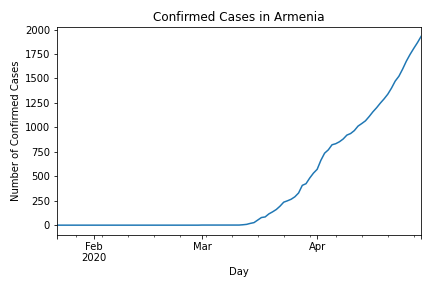 Confirmed Cases in Armenia
Number of Confirmed Cases
2000
1750
1500
1250
1000
750
500
250
0
Feb
2020
Mar
Apr
Day